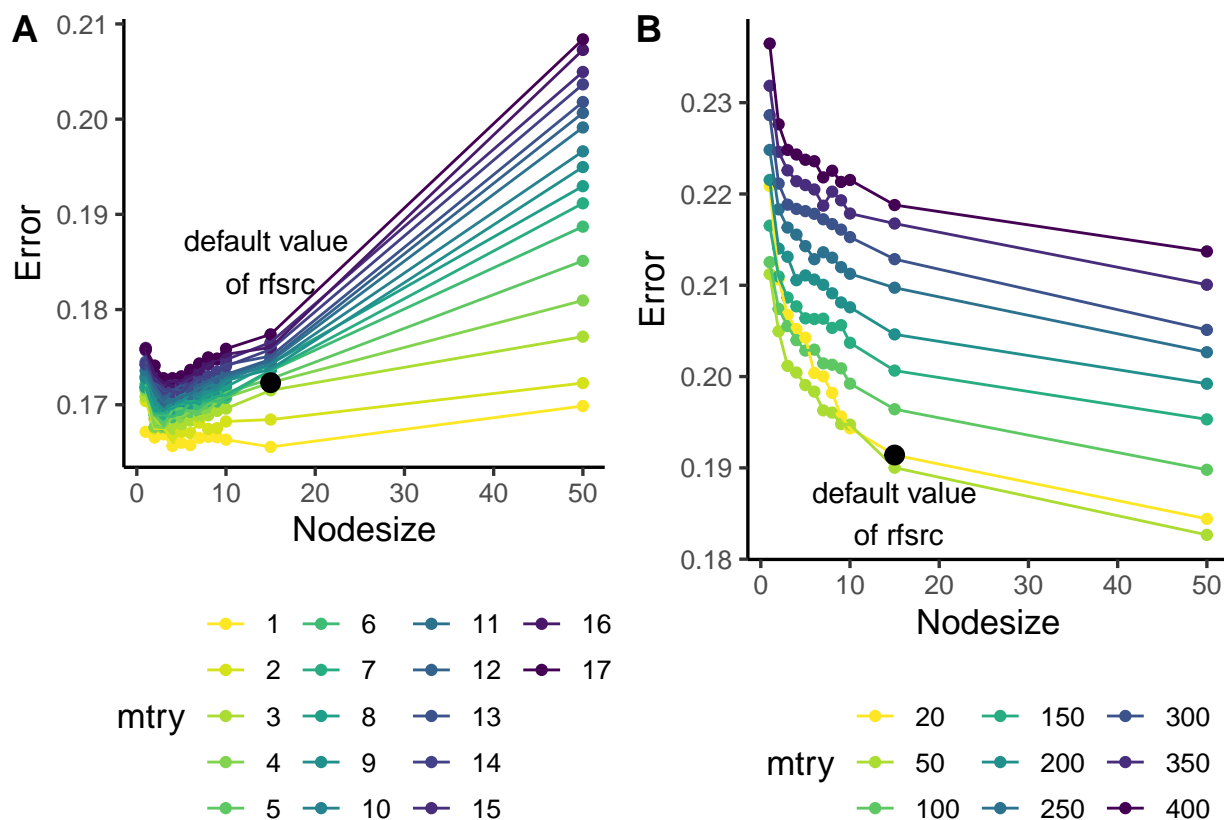 A
0.21
0.20
0.19
0.18
0.17
Error
default value
of rfsrc
0 10 20 30 40 50
Nodesize
mtry
1 6 11 16
2 7 12 17
3 8 13
4 9 14
5 10 15
B
0.23
0.22
0.21
0.20
0.19
0.18
Error
default value
of rfsrc
0 10 20 30 40 50
Nodesize
mtry
20 150 300
50 200 350
100 250 400